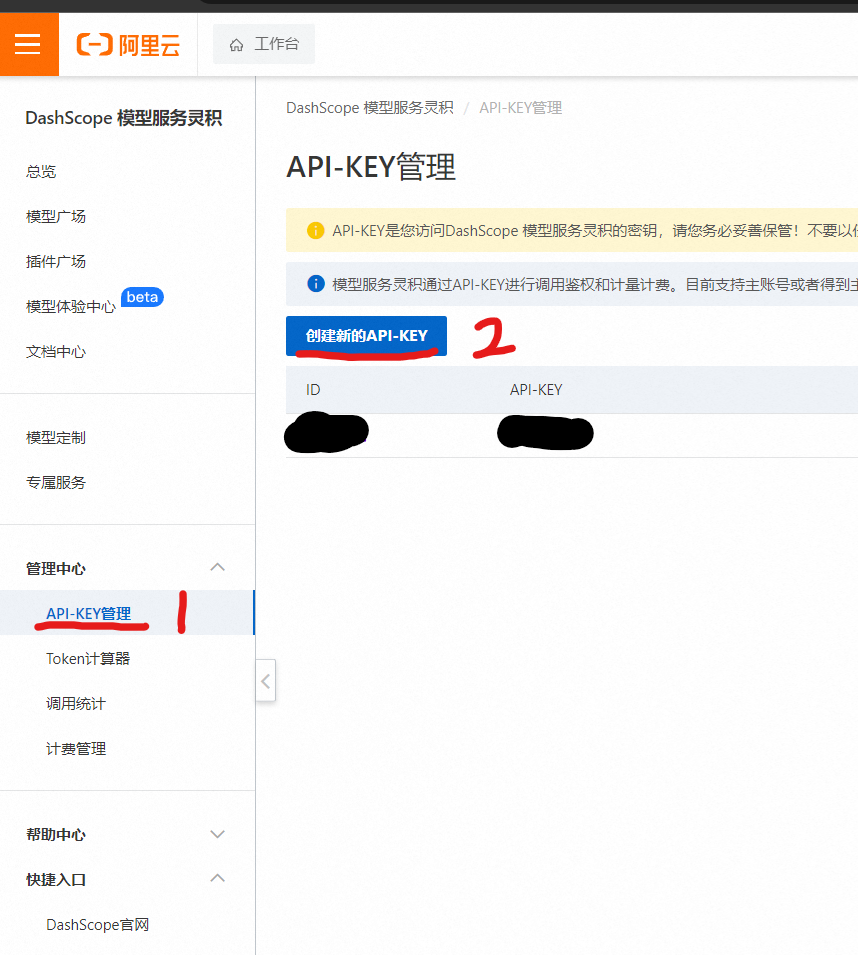 阿里云
工作台
DashScope 模型服务灵积
总览
模型广场
插件广场
模型体验中心 beta
文档中心
模型定制
专属服务
管理中心
API-KEY管理
1
Token计算器
调用统计
计费管理
帮助中心
快捷入口
DashScope官网
DashScope 模型服务灵积 / API-KEY管理
API-KEY管理
API-KEY是您访问DashScope 模型服务灵积的密钥，请您务必妥善保管！不要以
模型服务灵积通过API-KEY进行调用鉴权和计量计费。目前支持主账号或者得到
创建新的API-KEY
2
ID API-KEY